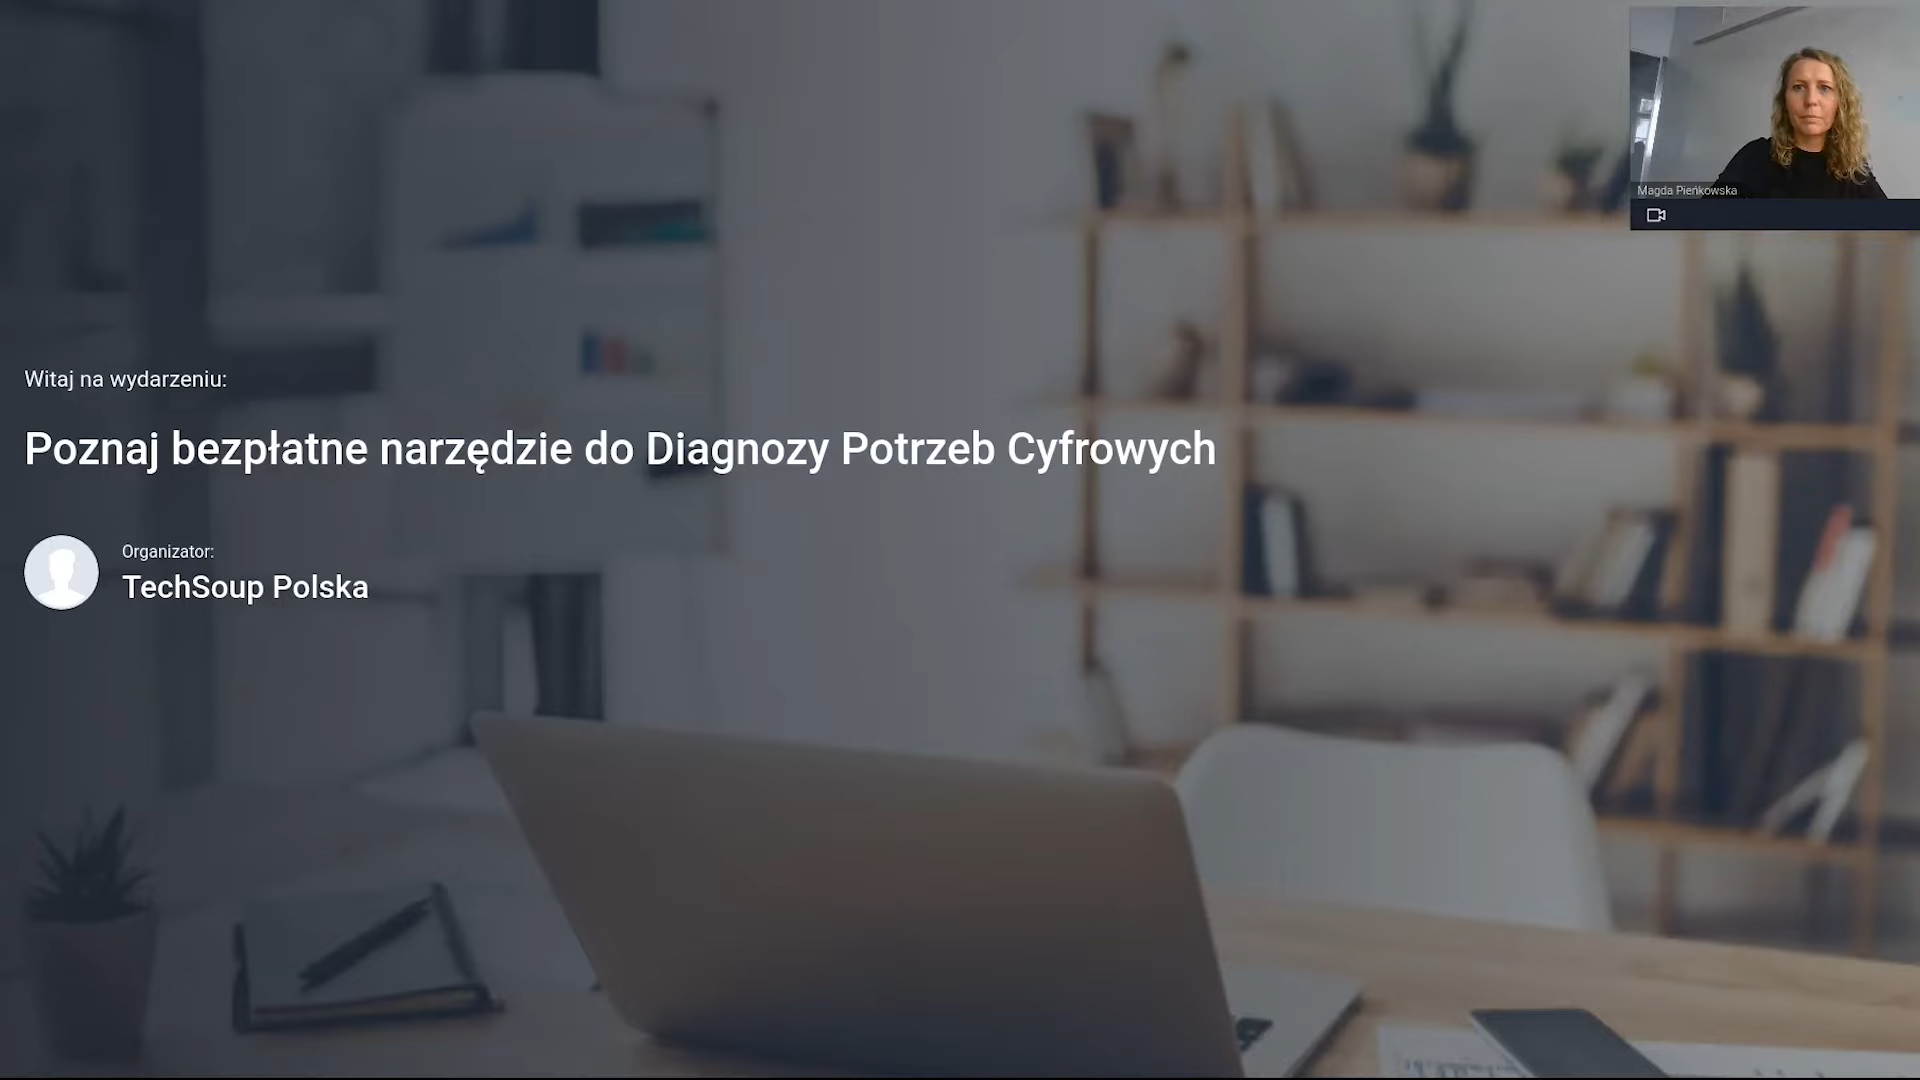 Witaj na wydarzeniu:
Poznaj bezpłatne narzędzie do Diagnozy Potrzeb Cyfrowych
Organizator:
TechSoup Polska
Magda Pieńkowska